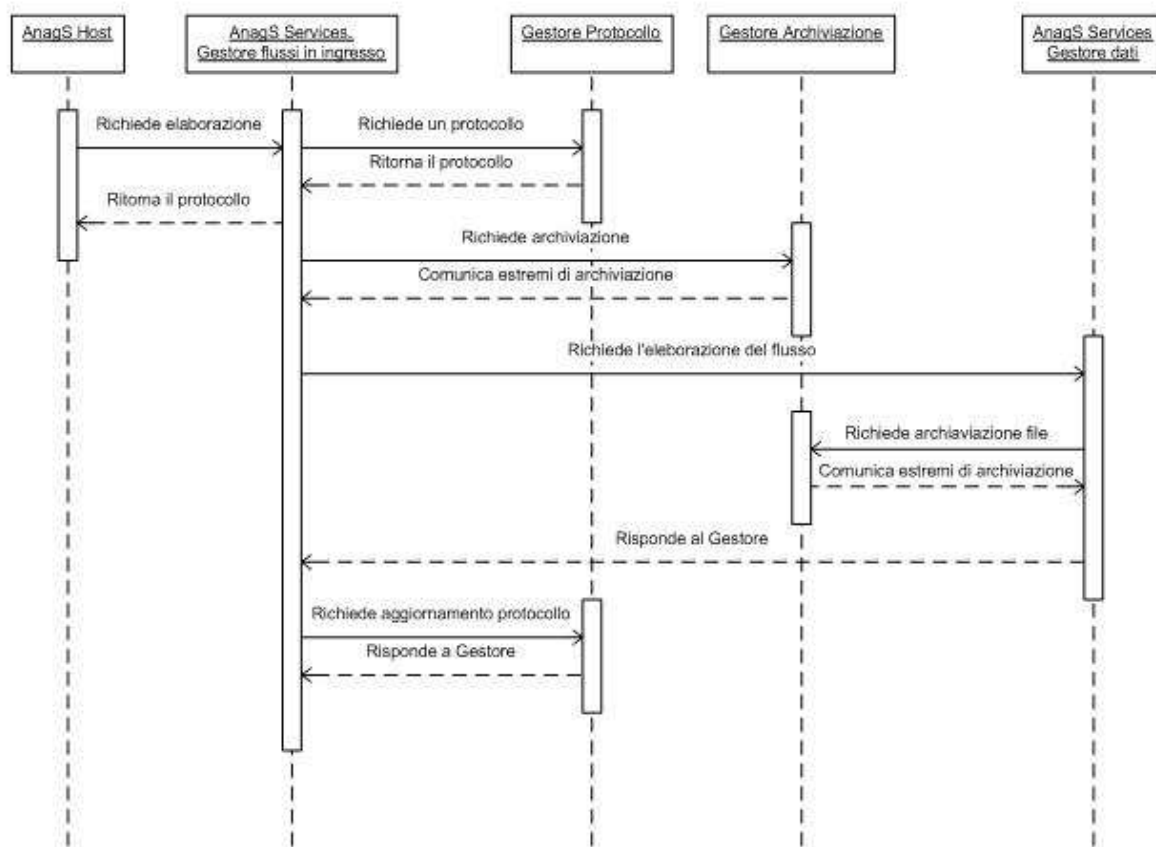 AnagS Host
AnagS Services.
Gestore flussi in ingresso
Gestore Protocollo
Gestore Archiviazione
AnagS Services
Gestore dati
Richiede elaborazione
Richiede un protocollo
Ritorna il protocollo
Ritorna il protocollo
Richiede archiviazione
Comunica estremi di archiviazione
Richiede l'eleborazione del flusso
Richiede archiaviazione file
Comunica estremi di archiviazione
Risponde al Gestore
Richiede aggiornamento protocollo
Risponde a Gestore